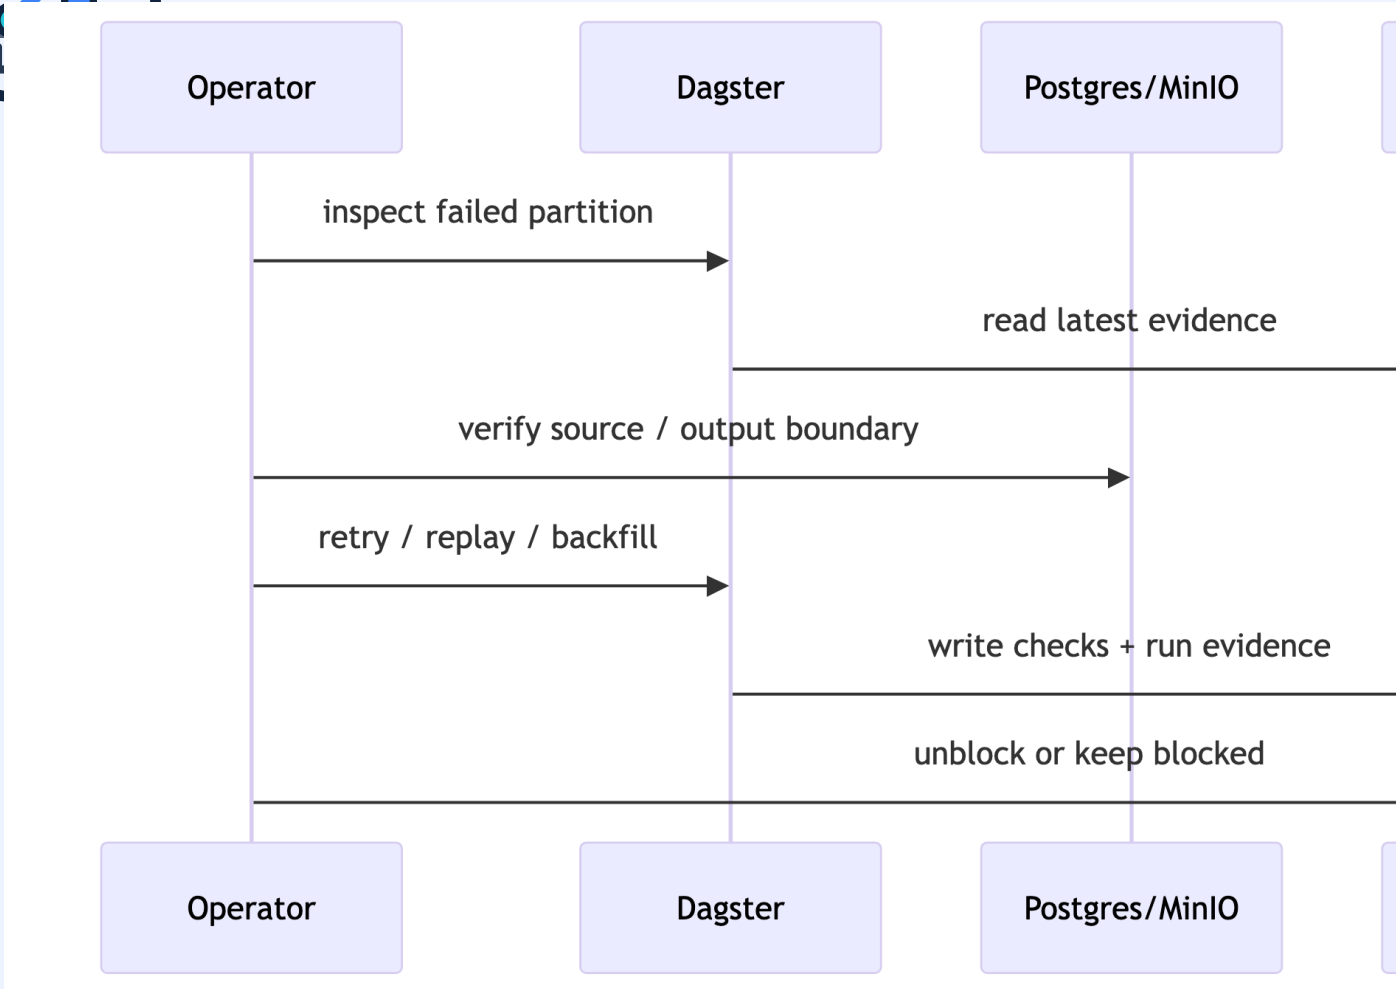 Operator
Dagster
Postgres/MinIO
inspect failed partition
read latest evidence
verify source / output boundary
retry / replay / backfill
write checks + run evidence
unblock or keep blocked
Operator
Dagster
Postgres/MinIO